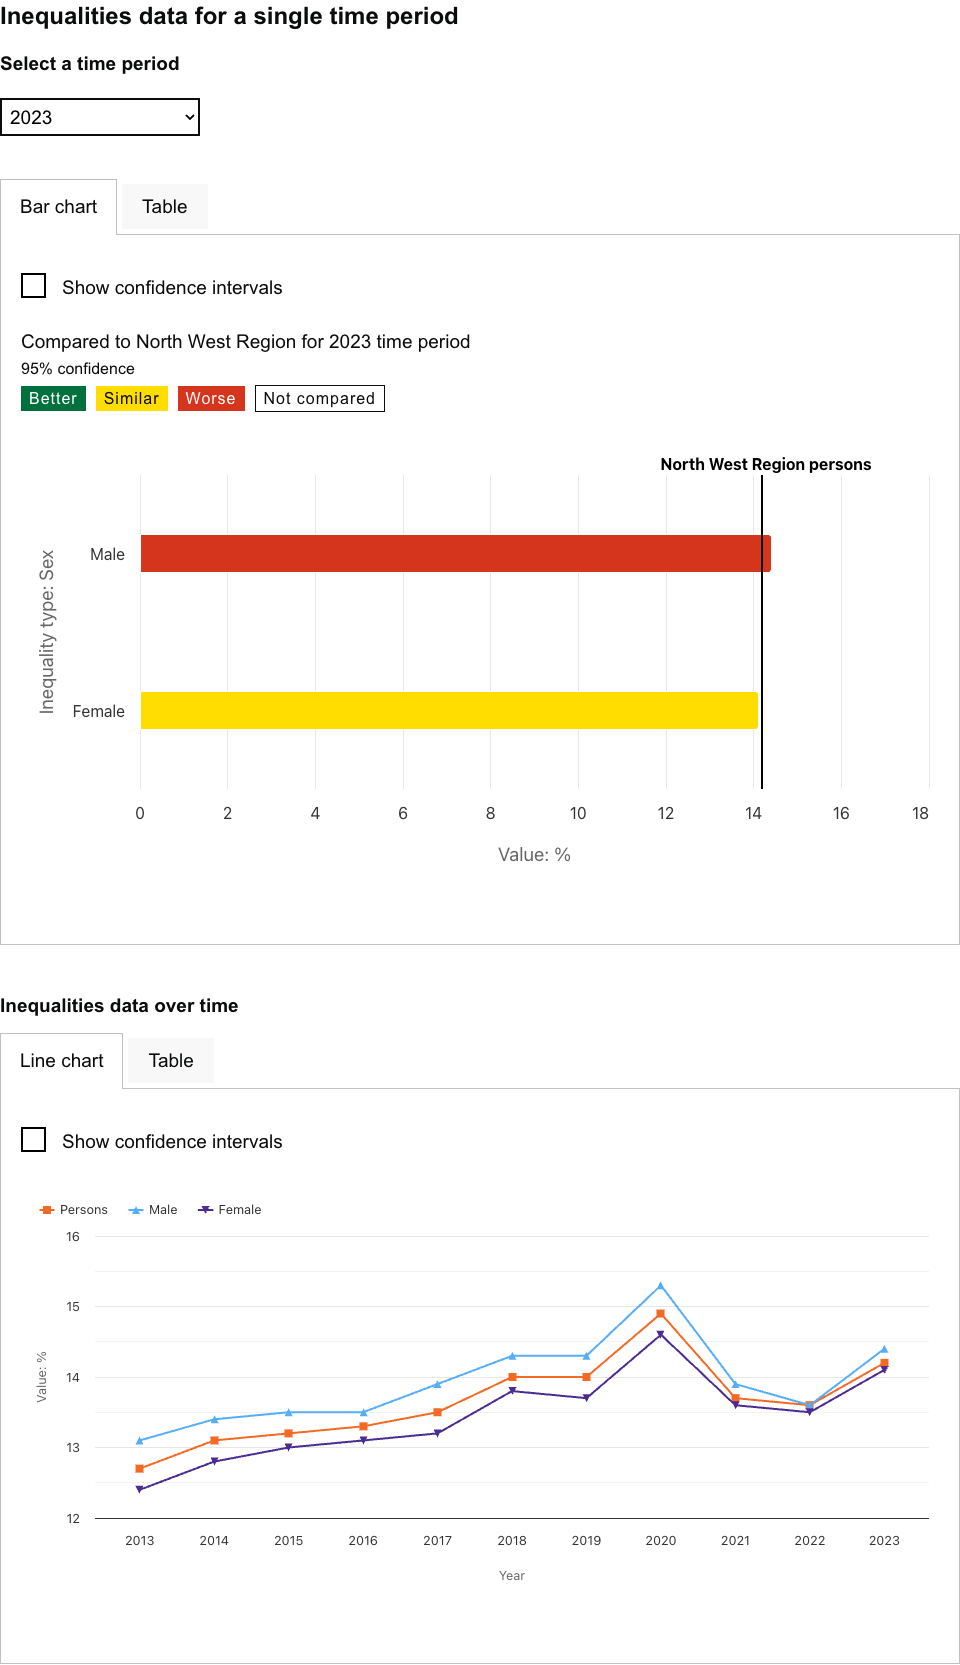 Inequalities data for a single time period
Select a time period
2023
Bar chart
Table
Show confidence intervals
Compared to North West Region for 2023 time period
95% confidence
Better Similar Worse Not compared
North West Region persons
Inequality type: Sex
Male
Female
0 2 4 6 8 10 12 14 16 18
Value: %
Inequalities data over time
Line chart
Table
Show confidence intervals
Persons Male Female
Value: %
16
15
14
13
12
2013 2014 2015 2016 2017 2018 2019 2020 2021 2022 2023
Year